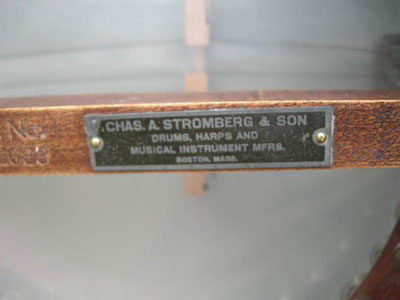 CHAS. A. STROMBERG & SON
DRUMS, HARPS AND
MUSICAL INSTRUMENT MFRS.
BOSTON, MASS.
No.